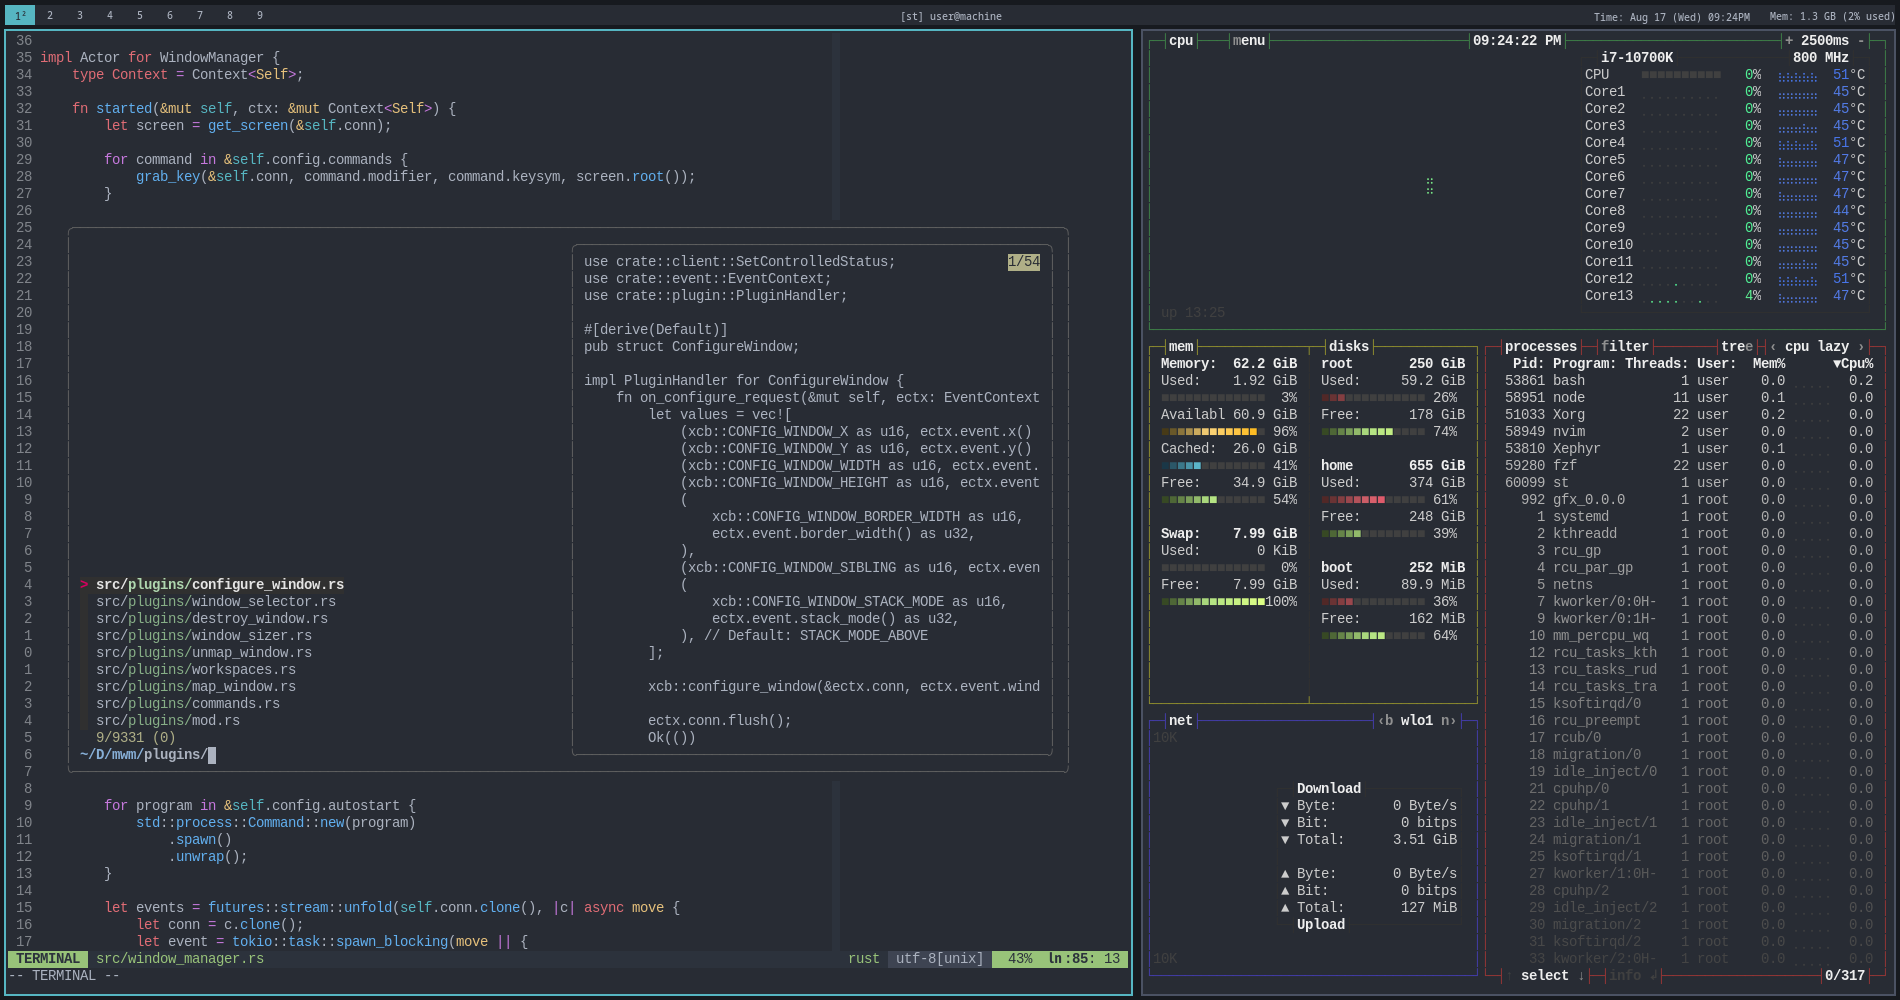 1² 2 3 4 5 6 7 8 9 [st] user@machine Time: Aug 17 (Wed) 09:24PM Mem: 1.3 GB (2% used)
36
35 impl Actor for WindowManager {
34     type Context = Context<Self>;
33
32     fn started(&mut self, ctx: &mut Context<Self>) {
31         let screen = get_screen(&self.conn);
30
29         for command in &self.config.commands {
28             grab_key(&self.conn, command.modifier, command.keysym, screen.root());
27         }
26
25
24
23 use crate::client::SetControlledStatus; 1/54
22 use crate::event::EventContext;
21 use crate::plugin::PluginHandler;
20
19 #[derive(Default)]
18 pub struct ConfigureWindow;
17
16 impl PluginHandler for ConfigureWindow {
15     fn on_configure_request(&mut self, ectx: EventContext
14         let values = vec![
13             (xcb::CONFIG_WINDOW_X as u16, ectx.event.x()
12             (xcb::CONFIG_WINDOW_Y as u16, ectx.event.y()
11             (xcb::CONFIG_WINDOW_WIDTH as u16, ectx.event.
10             (xcb::CONFIG_WINDOW_HEIGHT as u16, ectx.event
9             (
8                 xcb::CONFIG_WINDOW_BORDER_WIDTH as u16,
7                 ectx.event.border_width() as u32,
6             ),
5             (xcb::CONFIG_WINDOW_SIBLING as u16, ectx.even
4 > src/plugins/configure_window.rs             (
3 src/plugins/window_selector.rs                 xcb::CONFIG_WINDOW_STACK_MODE as u16,
2 src/plugins/destroy_window.rs                 ectx.event.stack_mode() as u32,
1 src/plugins/window_sizer.rs             ), // Default: STACK_MODE_ABOVE
0 src/plugins/unmap_window.rs         ];
1 src/plugins/workspaces.rs
2 src/plugins/map_window.rs         xcb::configure_window(&ectx.conn, ectx.event.wind
3 src/plugins/commands.rs
4 src/plugins/mod.rs         ectx.conn.flush();
5 9/9331 (0)         Ok(())
6 ~/D/mwm/plugins/
7
8
9         for program in &self.config.autostart {
10             std::process::Command::new(program)
11                 .spawn()
12                 .unwrap();
13         }
14
15         let events = futures::stream::unfold(self.conn.clone(), |c| async move {
16             let conn = c.clone();
17             let event = tokio::task::spawn_blocking(move || {
TERMINAL src/window_manager.rs rust utf-8[unix] 43% ln:85: 13
-- TERMINAL --
cpu menu 09:24:22 PM + 2500ms -
i7-10700K 800 MHz
CPU 0% 51°C
Core1 0% 45°C
Core2 0% 45°C
Core3 0% 45°C
Core4 0% 51°C
Core5 0% 47°C
Core6 0% 47°C
Core7 0% 47°C
Core8 0% 44°C
Core9 0% 45°C
Core10 0% 45°C
Core11 0% 45°C
Core12 0% 51°C
Core13 4% 47°C
up 13:25
mem
Memory: 62.2 GiB
Used: 1.92 GiB
3%
Availabl 60.9 GiB
96%
Cached: 26.0 GiB
41%
Free: 34.9 GiB
54%
Swap: 7.99 GiB
Used: 0 KiB
0%
Free: 7.99 GiB
100%
disks
root 250 GiB
Used: 59.2 GiB
26%
Free: 178 GiB
74%
home 655 GiB
Used: 374 GiB
61%
Free: 248 GiB
39%
boot 252 MiB
Used: 89.9 MiB
36%
Free: 162 MiB
64%
net ‹b wlo1 n›
10K
Download
▼ Byte: 0 Byte/s
▼ Bit: 0 bitps
▼ Total: 3.51 GiB
▲ Byte: 0 Byte/s
▲ Bit: 0 bitps
▲ Total: 127 MiB
Upload
10K
processes filter tree ‹ cpu lazy ›
Pid: Program: Threads: User: Mem% ▼Cpu%
53861 bash 1 user 0.0 0.2
58951 node 11 user 0.1 0.0
51033 Xorg 22 user 0.2 0.0
58949 nvim 2 user 0.0 0.0
53810 Xephyr 1 user 0.1 0.0
59280 fzf 22 user 0.0 0.0
60099 st 1 user 0.0 0.0
992 gfx_0.0.0 1 root 0.0 0.0
1 systemd 1 root 0.0 0.0
2 kthreadd 1 root 0.0 0.0
3 rcu_gp 1 root 0.0 0.0
4 rcu_par_gp 1 root 0.0 0.0
5 netns 1 root 0.0 0.0
7 kworker/0:0H- 1 root 0.0 0.0
9 kworker/0:1H- 1 root 0.0 0.0
10 mm_percpu_wq 1 root 0.0 0.0
12 rcu_tasks_kth 1 root 0.0 0.0
13 rcu_tasks_rud 1 root 0.0 0.0
14 rcu_tasks_tra 1 root 0.0 0.0
15 ksoftirqd/0 1 root 0.0 0.0
16 rcu_preempt 1 root 0.0 0.0
17 rcub/0 1 root 0.0 0.0
18 migration/0 1 root 0.0 0.0
19 idle_inject/0 1 root 0.0 0.0
21 cpuhp/0 1 root 0.0 0.0
22 cpuhp/1 1 root 0.0 0.0
23 idle_inject/1 1 root 0.0 0.0
24 migration/1 1 root 0.0 0.0
25 ksoftirqd/1 1 root 0.0 0.0
27 kworker/1:0H- 1 root 0.0 0.0
28 cpuhp/2 1 root 0.0 0.0
29 idle_inject/2 1 root 0.0 0.0
30 migration/2 1 root 0.0 0.0
31 ksoftirqd/2 1 root 0.0 0.0
33 kworker/2:0H- 1 root 0.0 0.0
↑ select ↓ info ↲ 0/317